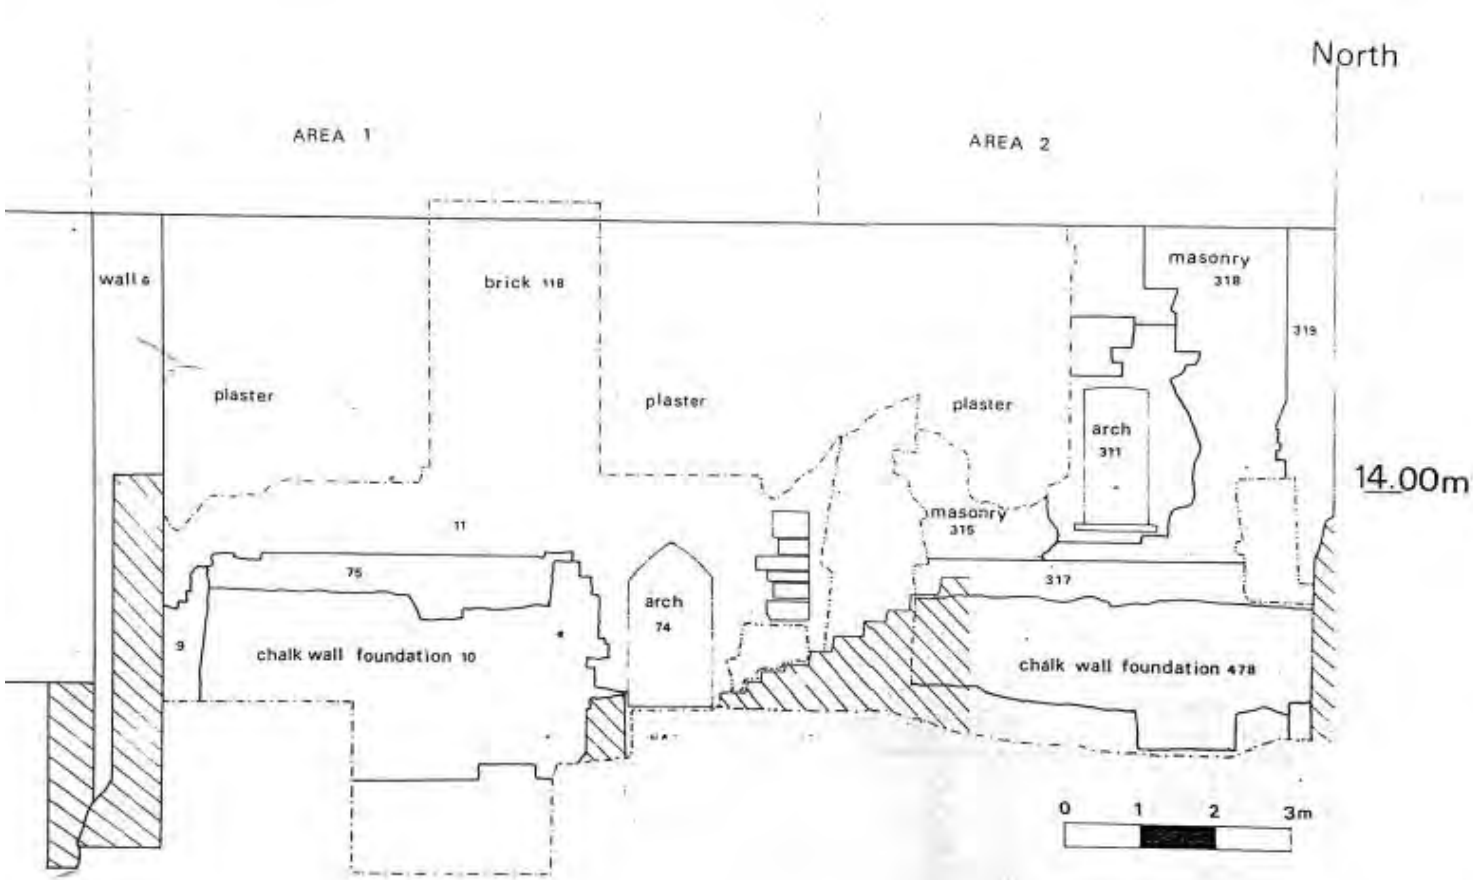 North
AREA 1
AREA 2
wall 6
brick 118
masonry
318
319
plaster
plaster
plaster
arch
311
14.00m
11
masonry
315
75
317
arch
74
9
chalk wall foundation 10
chalk wall foundation 478
0 1 2 3m